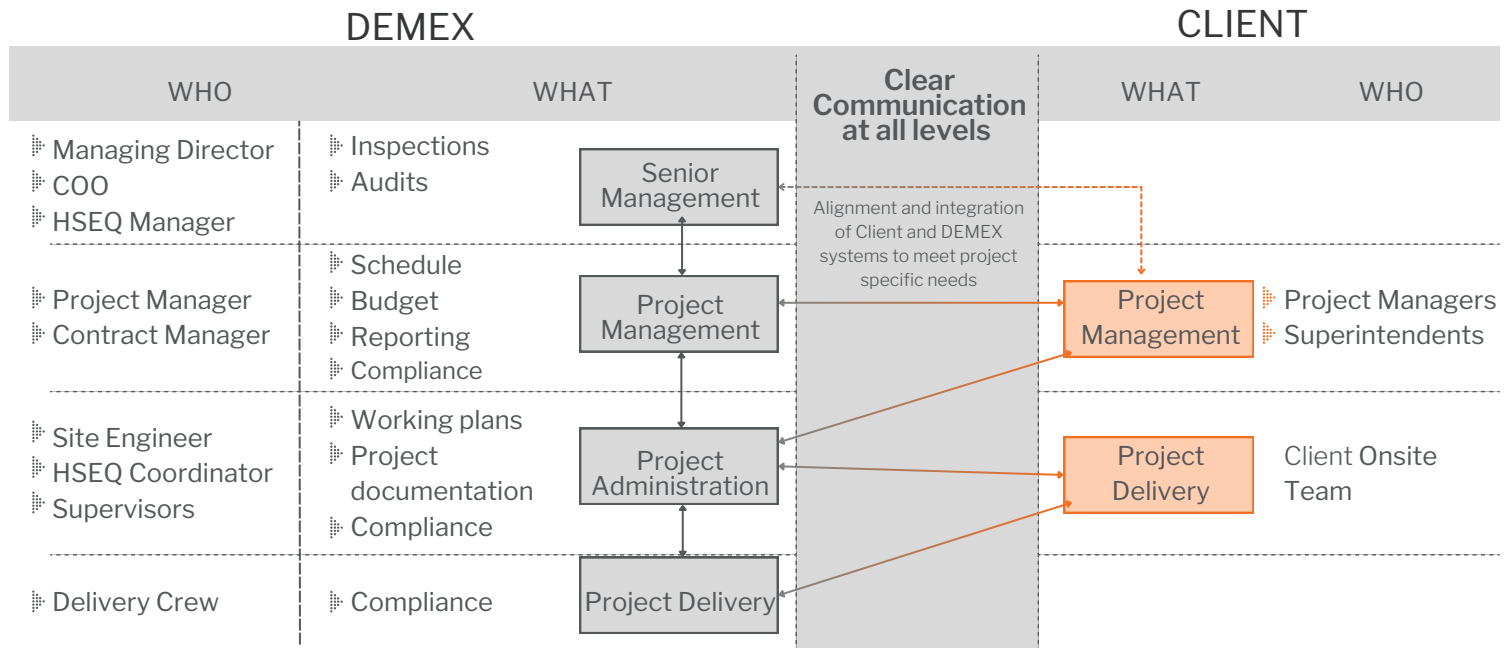 DEMEX
CLIENT
WHO
WHAT
Clear
Communication
at all levels
WHAT
WHO
Managing Director
COO
HSEQ Manager
Inspections
Audits
Senior
Management
Alignment and integration
of Client and DEMEX
systems to meet project
specific needs
Project Manager
Contract Manager
Schedule
Budget
Reporting
Compliance
Project
Management
Project
Management
Project Managers
Superintendents
Site Engineer
HSEQ Coordinator
Supervisors
Working plans
Project
documentation
Compliance
Project
Administration
Project
Delivery
Client Onsite
Team
Delivery Crew
Compliance
Project Delivery